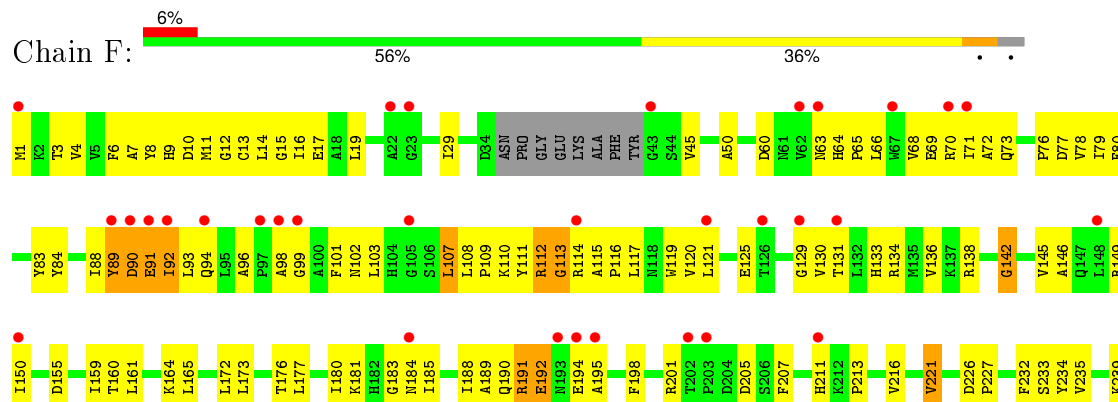 6%
Chain F:
56% 36% • •
M1 K2 T3 V4 V5 F6 A7 Y8 H9 D10 M11 G12 C13 L14 G15 I16 E17 A18 L19 A22 G23 I29 D34 ASN PRO GLY GLU LYS ALA PHE TYR G43 S44 V45 A50 D60 N61 V62 N63 H64 P65 L66 W67 V68 E69 R70 I71 A72 Q73 P76 D77 V78 I79
Y83 Y84 I88 Y89 D90 E91 I92 L93 Q94 L95 A96 P97 A98 G99 A100 F101 N102 L103 H104 G105 S106 L107 L108 P109 K110 Y111 R112 G113 R114 A115 P116 L117 N118 W119 V120 L121 E125 T126 G129 V130 T131 L132 H133 R134 M135 V136 K137 R138 G142 V145 A146 Q147 L148
I150 D155 I159 T160 L161 K164 L172 L173 T176 L177 I180 K181 H182 G183 N184 I185 I188 A189 Q190 R191 E192 N193 E194 A195 F198 R201 T202 P203 D204 D205 S206 F207 H211 K212 P213 V216 V221 D226 P227 F232 S233 Y234 V235